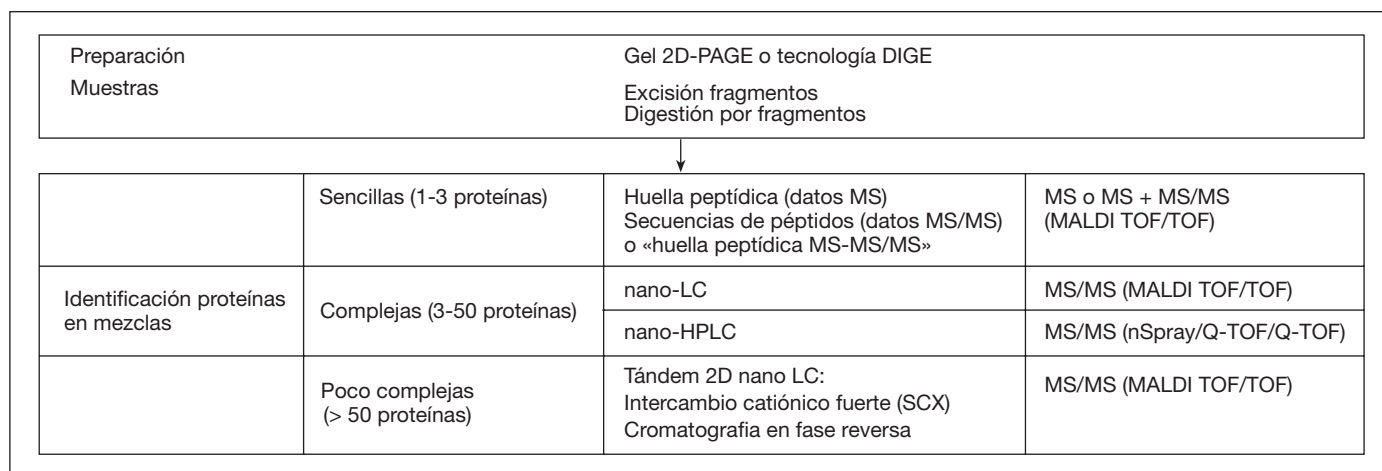 Preparación
Muestras
Gel 2D-PAGE o tecnología DIGE
Excisión fragmentos
Digestión por fragmentos
Identificación proteínas
en mezclas
Sencillas (1-3 proteínas)
Huella peptídica (datos MS)
Secuencias de péptidos (datos MS/MS)
o «huella peptídica MS-MS/MS»
MS o MS + MS/MS
(MALDI TOF/TOF)
Complejas (3-50 proteínas)
nano-LC
MS/MS (MALDI TOF/TOF)
nano-HPLC
MS/MS (nSpray/Q-TOF/Q-TOF)
Poco complejas
(> 50 proteínas)
Tándem 2D nano LC:
Intercambio catiónico fuerte (SCX)
Cromatografia en fase reversa
MS/MS (MALDI TOF/TOF)